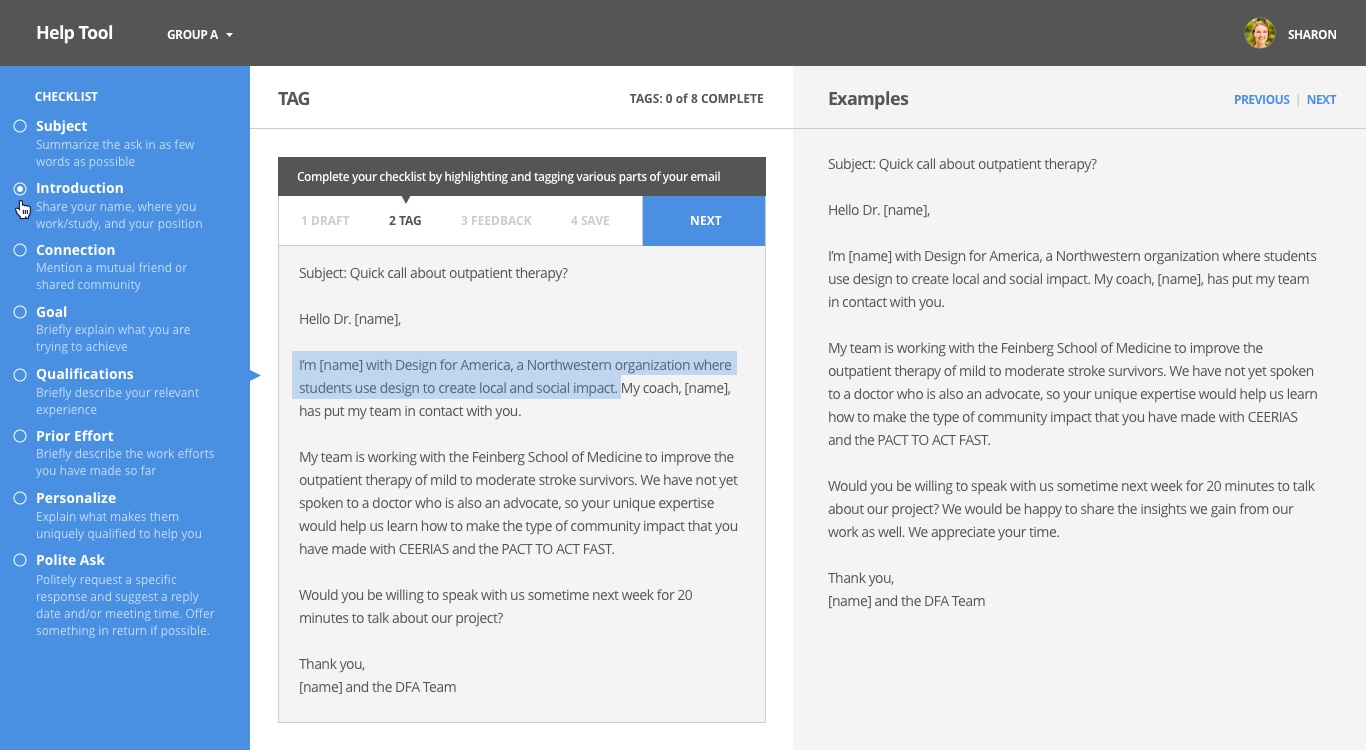 Help Tool
GROUP A
SHARON
CHECKLIST
Subject
Summarize the ask in as few
words as possible
Introduction
Share your name, where you
work/study, and your position
Connection
Mention a mutual friend or
shared community
Goal
Briefly explain what you are
trying to achieve
Qualifications
Briefly describe your relevant
experience
Prior Effort
Briefly describe the work efforts
you have made so far
Personalize
Explain what makes them
uniquely qualified to help you
Polite Ask
Politely request a specific
response and suggest a reply
date and/or meeting time. Offer
something in return if possible.
TAG
TAGS: 0 of 8 COMPLETE
Complete your checklist by highlighting and tagging various parts of your email
1 DRAFT
2 TAG
3 FEEDBACK
4 SAVE
NEXT
Subject: Quick call about outpatient therapy?
Hello Dr. [name],
I'm [name] with Design for America, a Northwestern organization where
students use design to create local and social impact. My coach, [name],
has put my team in contact with you.
My team is working with the Feinberg School of Medicine to improve the
outpatient therapy of mild to moderate stroke survivors. We have not yet
spoken to a doctor who is also an advocate, so your unique expertise
would help us learn how to make the type of community impact that you
have made with CEERIAS and the PACT TO ACT FAST.
Would you be willing to speak with us sometime next week for 20
minutes to talk about our project?
Thank you,
[name] and the DFA Team
Examples
PREVIOUS | NEXT
Subject: Quick call about outpatient therapy?
Hello Dr. [name],
I'm [name] with Design for America, a Northwestern organization where students
use design to create local and social impact. My coach, [name], has put my team
in contact with you.
My team is working with the Feinberg School of Medicine to improve the
outpatient therapy of mild to moderate stroke survivors. We have not yet spoken
to a doctor who is also an advocate, so your unique expertise would help us learn
how to make the type of community impact that you have made with CEERIAS
and the PACT TO ACT FAST.
Would you be willing to speak with us sometime next week for 20 minutes to talk
about our project? We would be happy to share the insights we gain from our
work as well. We appreciate your time.
Thank you,
[name] and the DFA Team